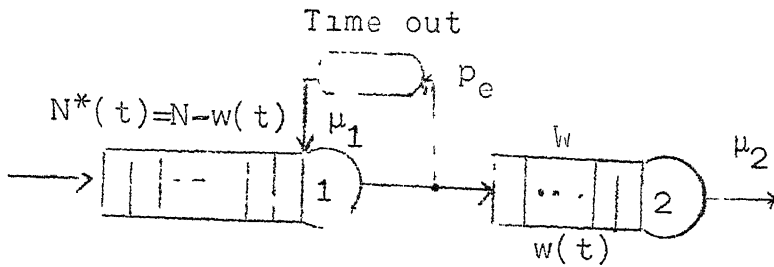 Time out
p_e
N*(t)=N-w(t)
μ_1
W
μ_2
1
2
w(t)